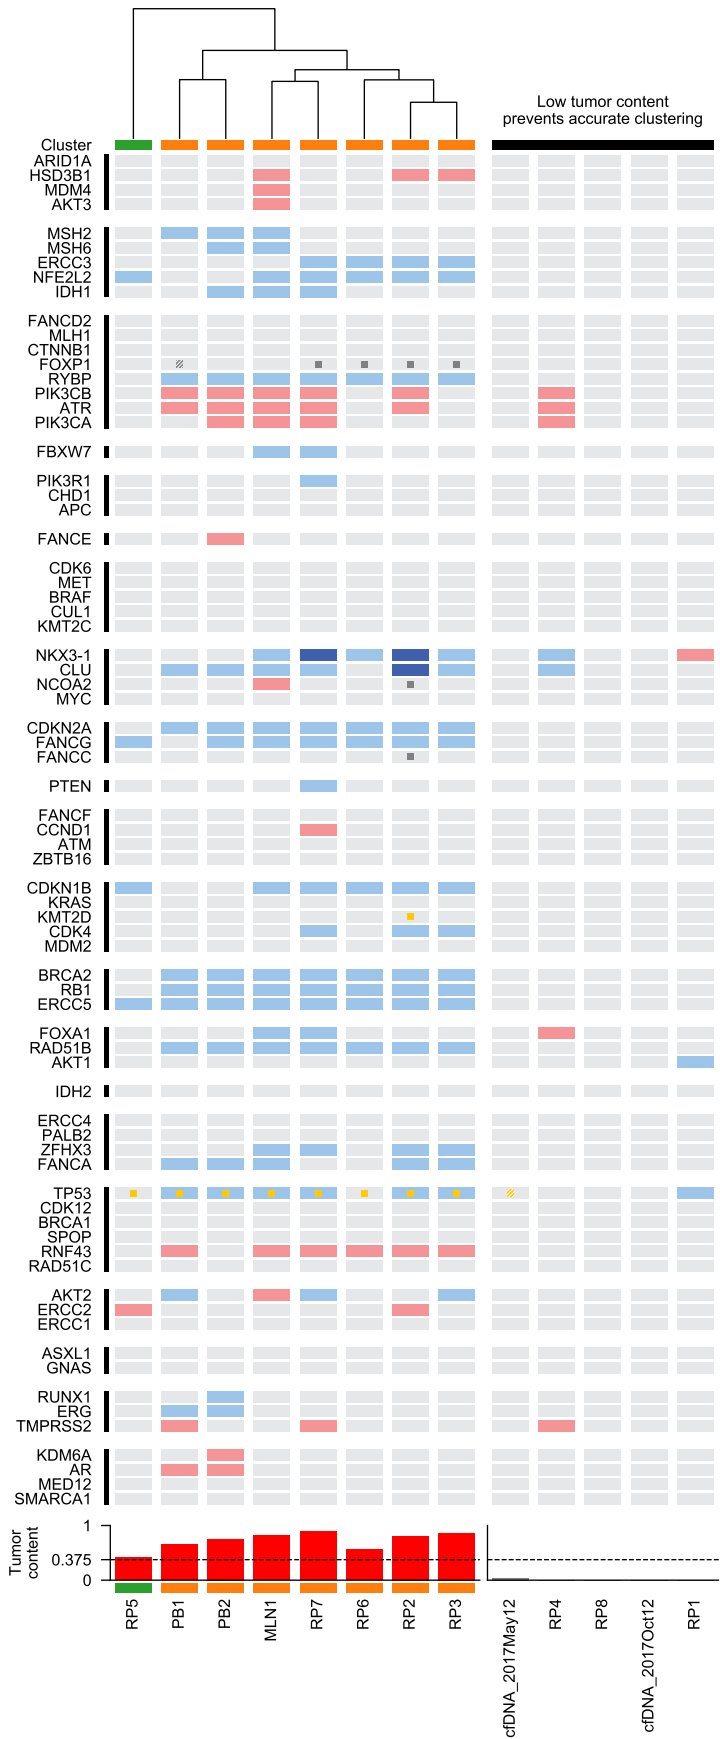 Low tumor content
prevents accurate clustering
Cluster
ARID1A
HSD3B1
MDM4
AKT3
MSH2
MSH6
ERCC3
NFE2L2
IDH1
FANCD2
MLH1
CTNNB1
FOXP1
RYBP
PIK3CB
ATR
PIK3CA
FBXW7
PIK3R1
CHD1
APC
FANCE
CDK6
MET
BRAF
CUL1
KMT2C
NKX3-1
CLU
NCOA2
MYC
CDKN2A
FANCG
FANCC
PTEN
FANCF
CCND1
ATM
ZBTB16
CDKN1B
KRAS
KMT2D
CDK4
MDM2
BRCA2
RB1
ERCC5
FOXA1
RAD51B
AKT1
IDH2
ERCC4
PALB2
ZFHX3
FANCA
TP53
CDK12
BRCA1
SPOP
RNF43
RAD51C
AKT2
ERCC2
ERCC1
ASXL1
GNAS
RUNX1
ERG
TMPRSS2
KDM6A
AR
MED12
SMARCA1
Tumor
content
1
0.375
0
RP5
PB1
PB2
MLN1
RP7
RP6
RP2
RP3
cfDNA_2017May12
RP4
RP8
cfDNA_2017Oct12
RP1